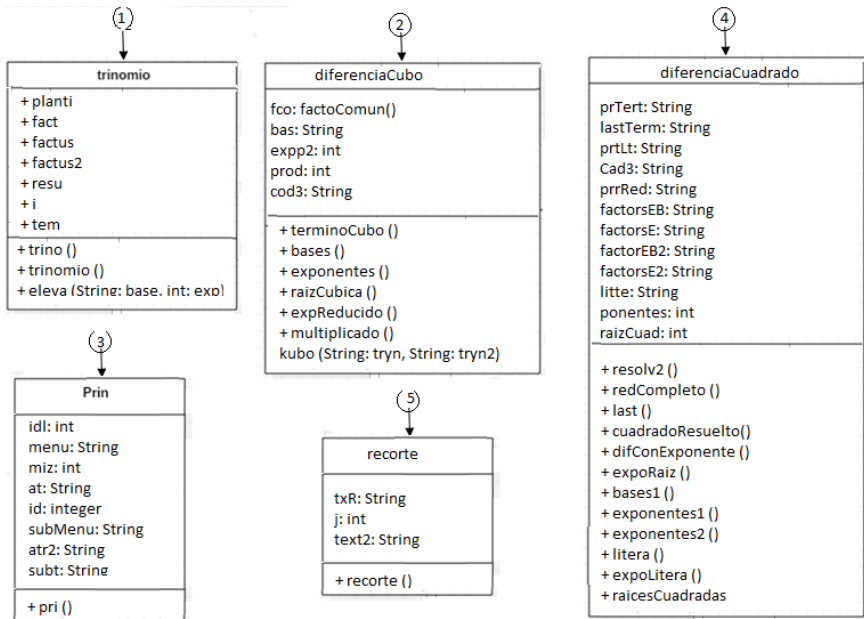 1
trinomio
+ planti
+ fact
+ factus
+ factus2
+ resu
+ i
+ tem
+ trino ()
+ trinomio ()
+ eleva (String: base, int: exp)
2
diferenciaCubo
fco: factoComun()
bas: String
expp2: int
prod: int
cod3: String
+ terminoCubo ()
+ bases ()
+ exponentes ()
+ raizCubica ()
+ expReducido ()
+ multiplicado ()
kubo (String: tryn, String: tryn2)
4
diferenciaCuadrado
prTert: String
lastTerm: String
prtLt: String
Cad3: String
prrRed: String
factorsEB: String
factorsE: String
factorEB2: String
factorsE2: String
litte: String
ponentes: int
raizCuad: int
+ resolv2 ()
+ redCompleto ()
+ last ()
+ cuadradoResuelto()
+ difConExponente ()
+ expoRaiz ()
+ bases1 ()
+ exponentes1 ()
+ exponentes2 ()
+ litera ()
+ expoLitera ()
+ raicesCuadradas
3
Prin
idl: int
menu: String
miz: int
at: String
id: integer
subMenu: String
atr2: String
subt: String
+ pri ()
5
recorte
txR: String
j: int
text2: String
+ recorte ()